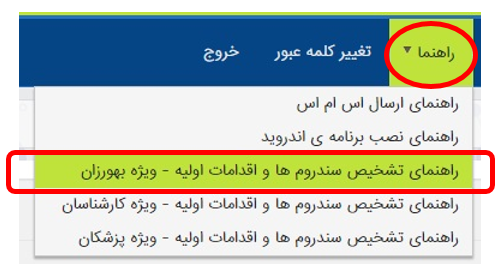 راهنما تغییر کلمه عبور خروج
راهنمای ارسال اس ام اس
راهنمای نصب برنامه ی اندروید
راهنمای تشخیص سندروم ها و اقدامات اولیه - ویژه بهورزان
راهنمای تشخیص سندروم ها و اقدامات اولیه - ویژه کارشناسان
راهنمای تشخیص سندروم ها و اقدامات اولیه - ویژه پزشکان